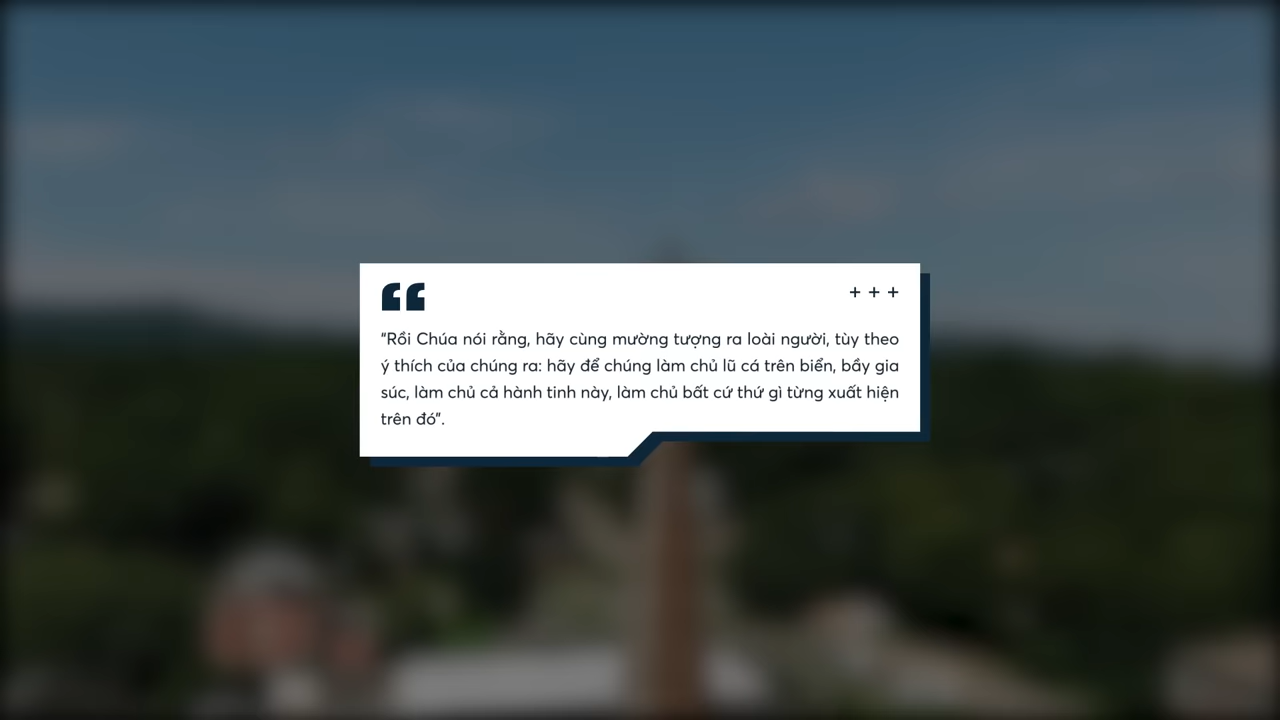 “Rồi Chúa nói rằng, hãy cùng mường tượng ra loài người, tùy theo
ý thích của chúng ra: hãy để chúng làm chủ lũ cá trên biển, bầy gia
súc, làm chủ cả hành tinh này, làm chủ bất cứ thứ gì từng xuất hiện
trên đó”.